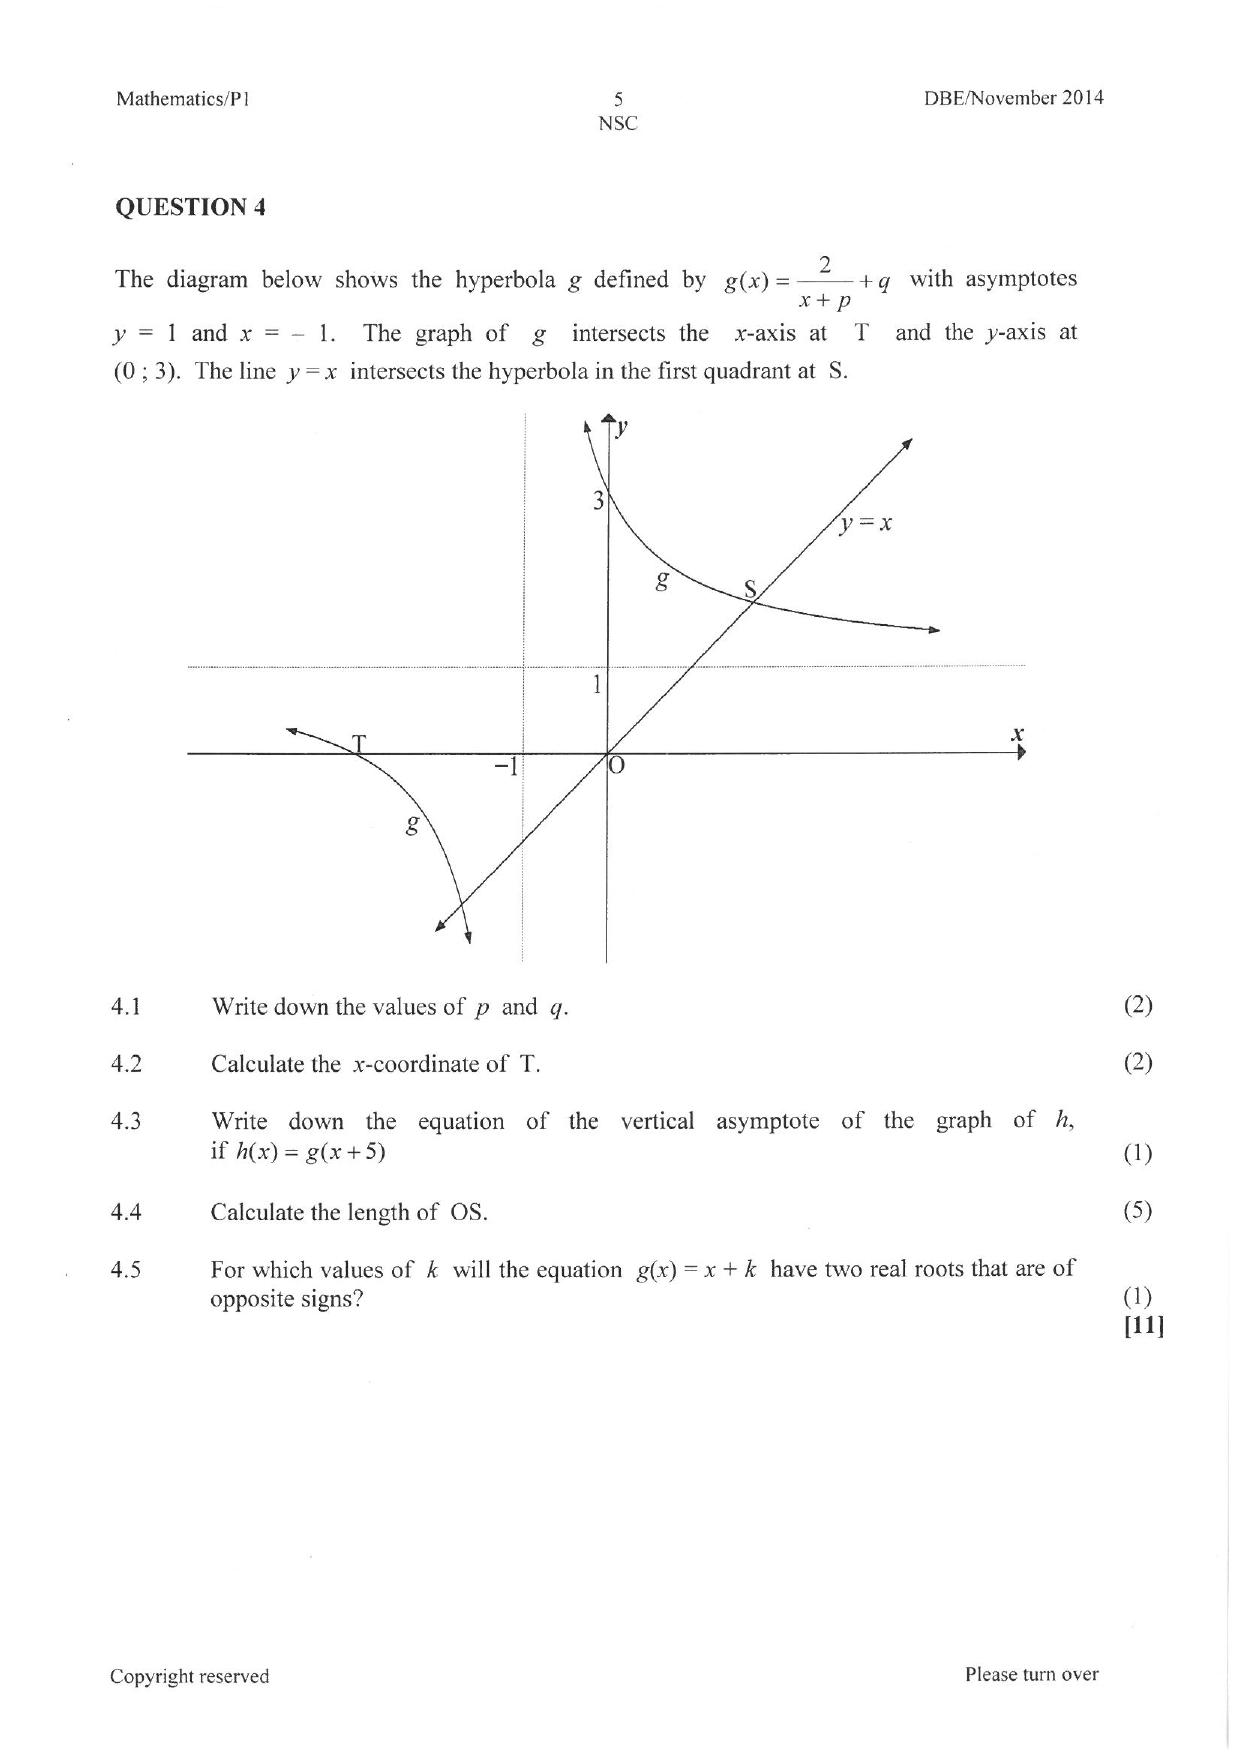 Mathematics/P1 5 DBE/November 2014
NSC
QUESTION 4
The diagram below shows the hyperbola g defined by g(x) = 2/(x + p) + q with asymptotes
y = 1 and x = – 1. The graph of g intersects the x-axis at T and the y-axis at
(0 ; 3). The line y = x intersects the hyperbola in the first quadrant at S.
y
3
y = x
g
S
1
T
x
–1
O
g
4.1 Write down the values of p and q. (2)
4.2 Calculate the x-coordinate of T. (2)
4.3 Write down the equation of the vertical asymptote of the graph of h,
if h(x) = g(x + 5) (1)
4.4 Calculate the length of OS. (5)
4.5 For which values of k will the equation g(x) = x + k have two real roots that are of
opposite signs? (1)
[11]
Copyright reserved Please turn over